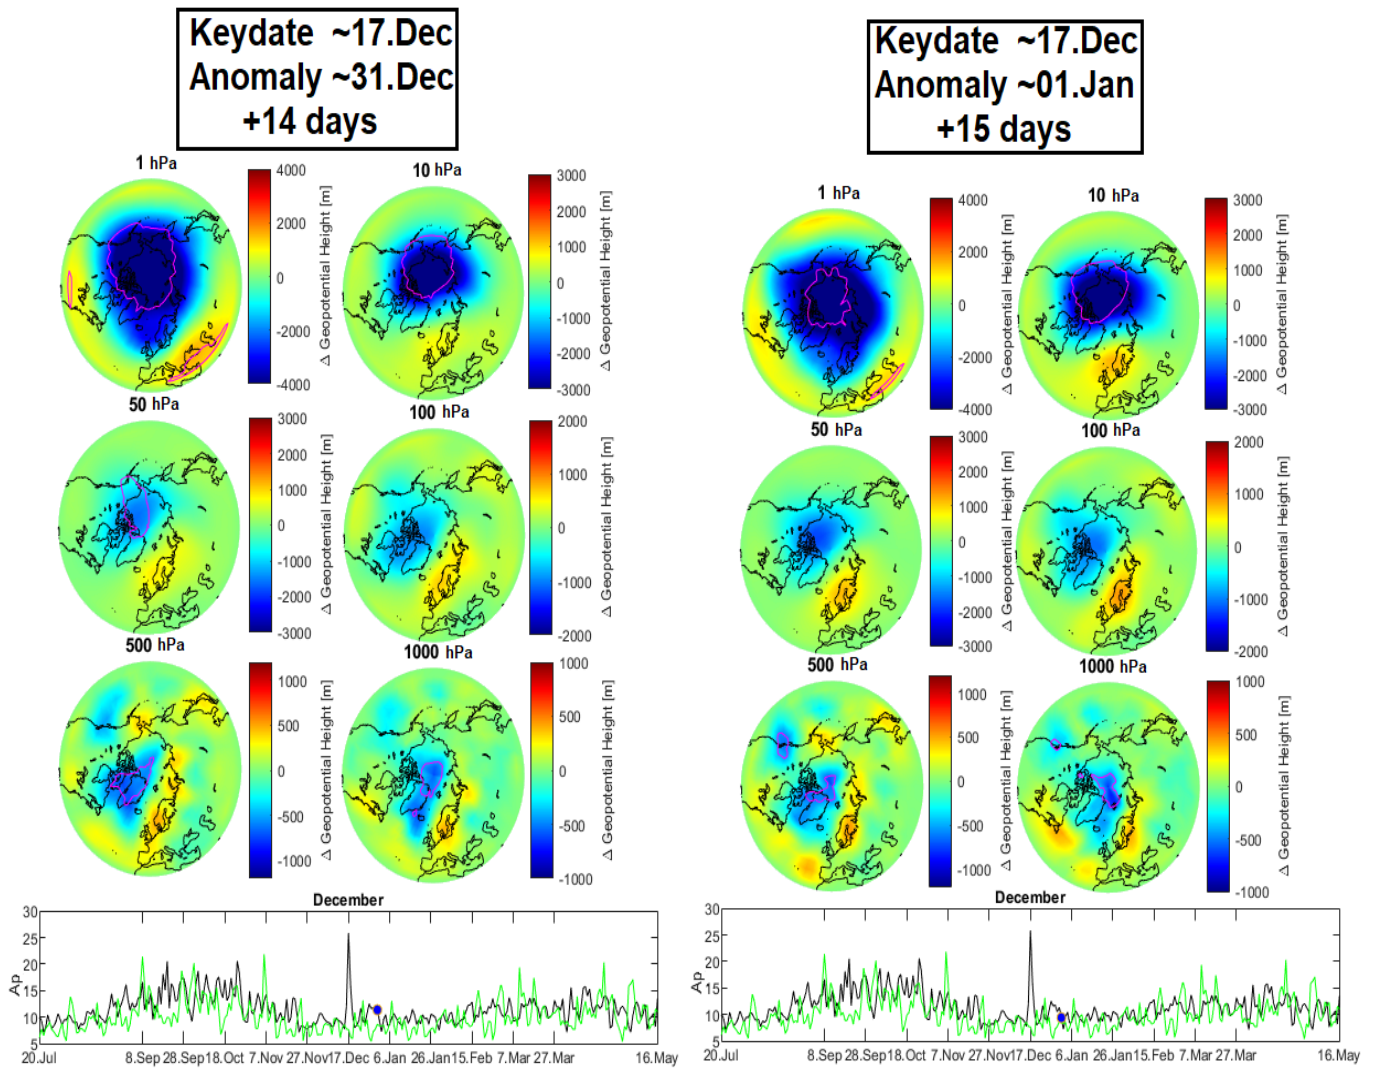 Keydate ~17.Dec
Anomaly ~31.Dec
+14 days
1 hPa
4000
2000
0
-2000
-4000
Δ Geopotential Height [m]
10 hPa
3000
2000
1000
0
-1000
-2000
-3000
Δ Geopotential Height [m]
50 hPa
3000
2000
1000
0
-1000
-2000
-3000
Δ Geopotential Height [m]
100 hPa
2000
1000
0
-1000
-2000
Δ Geopotential Height [m]
500 hPa
1000
500
0
-500
-1000
Δ Geopotential Height [m]
1000 hPa
1000
500
0
-500
-1000
Δ Geopotential Height [m]
December
30
25
20
15
10
5
Ap
20.Jul 8.Sep 28.Sep 18.Oct 7.Nov 27.Nov 17.Dec 6.Jan 26.Jan 15.Feb 7.Mar 27.Mar 16.May
Keydate ~17.Dec
Anomaly ~01.Jan
+15 days
1 hPa
4000
2000
0
-2000
-4000
Δ Geopotential Height [m]
10 hPa
3000
2000
1000
0
-1000
-2000
-3000
Δ Geopotential Height [m]
50 hPa
3000
2000
1000
0
-1000
-2000
-3000
Δ Geopotential Height [m]
100 hPa
2000
1000
0
-1000
-2000
Δ Geopotential Height [m]
500 hPa
1000
500
0
-500
-1000
Δ Geopotential Height [m]
1000 hPa
1000
500
0
-500
-1000
Δ Geopotential Height [m]
December
30
25
20
15
10
5
Ap
20.Jul 8.Sep 28.Sep 18.Oct 7.Nov 27.Nov 17.Dec 6.Jan 26.Jan 15.Feb 7.Mar 27.Mar 16.May